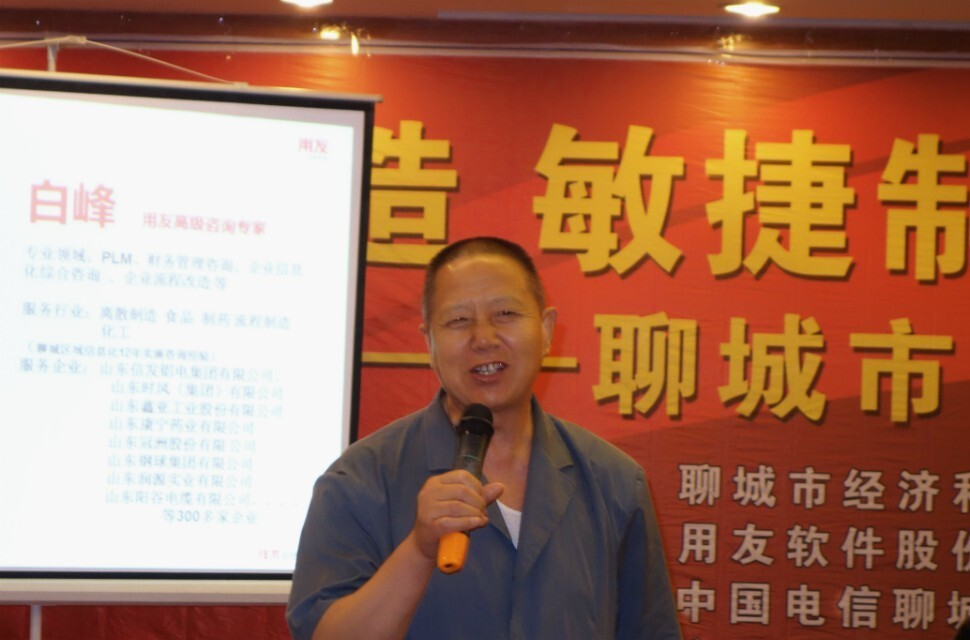 用友
白峰 用友高级咨询专家
专业领域：PLM、财务管理咨询、企业信息
化综合咨询 、企业流程改造等
服务行业：离散制造 食品 制药 流程制造
化工
（聊城区域信息化12年实施咨询经验）
服务企业：山东信发铝电集团有限公司、
山东时风（集团）有限公司
山东鑫亚工业股份有限公司
山东康宁药业有限公司
山东冠洲股份有限公司
山东钢球集团有限公司
山东润源实业有限公司
山东阳谷电缆有限公司．．．．
等300多家企业
造 敏捷制
——聊城市
聊城市经济和
用友软件股份
中国电信聊城